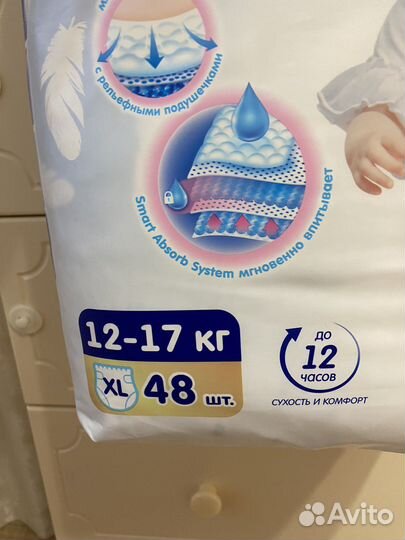 с рельефными подушечками
Smart Absorb System мгновенно впитывает
12-17 кг
XL 48 шт.
до
12
часов
СУХОСТЬ И КОМФОРТ
Avito